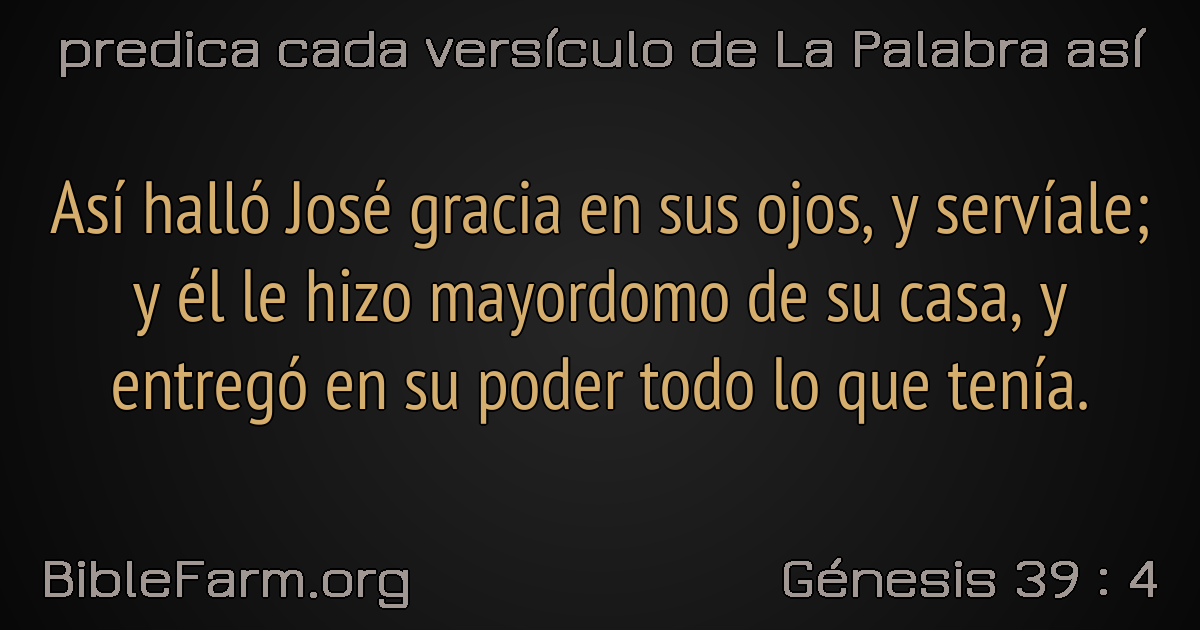 predica cada versículo de La Palabra así
Así halló José gracia en sus ojos, y servíale;
y él le hizo mayordomo de su casa, y
entregó en su poder todo lo que tenía.
BibleFarm.org
Génesis 39 : 4